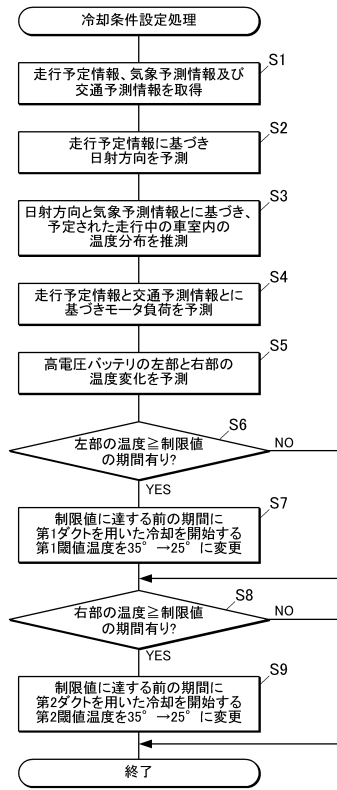 冷却条件設定処理
S1
走行予定情報、気象予測情報及び
交通予測情報を取得
S2
走行予定情報に基づき
日射方向を予測
S3
日射方向と気象予測情報とに基づき、
予定された走行中の車室内の
温度分布を推測
S4
走行予定情報と交通予測情報とに
基づきモータ負荷を予測
S5
高電圧バッテリの左部と右部の
温度変化を予測
S6
左部の温度≧制限値
の期間有り?
NO
YES
S7
制限値に達する前の期間に
第1ダクトを用いた冷却を開始する
第1閾値温度を35°→25°に変更
S8
右部の温度≧制限値
の期間有り?
NO
YES
S9
制限値に達する前の期間に
第2ダクトを用いた冷却を開始する
第2閾値温度を35°→25°に変更
終了